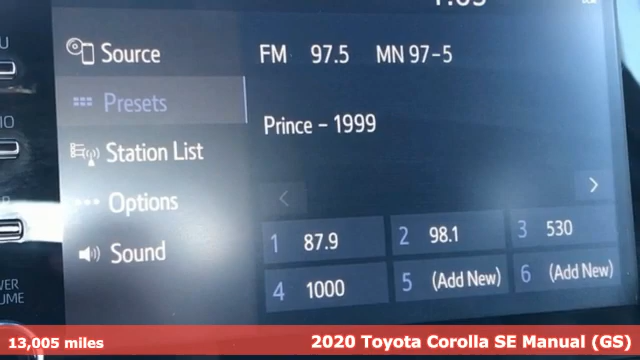 Source
FM 97.5 MN 97-5
Presets
Prince - 1999
Station List
Options
Sound
1 87.9
2 98.1
3 530
4 1000
5 (Add New)
6 (Add New)
13,005 miles
2020 Toyota Corolla SE Manual (GS)